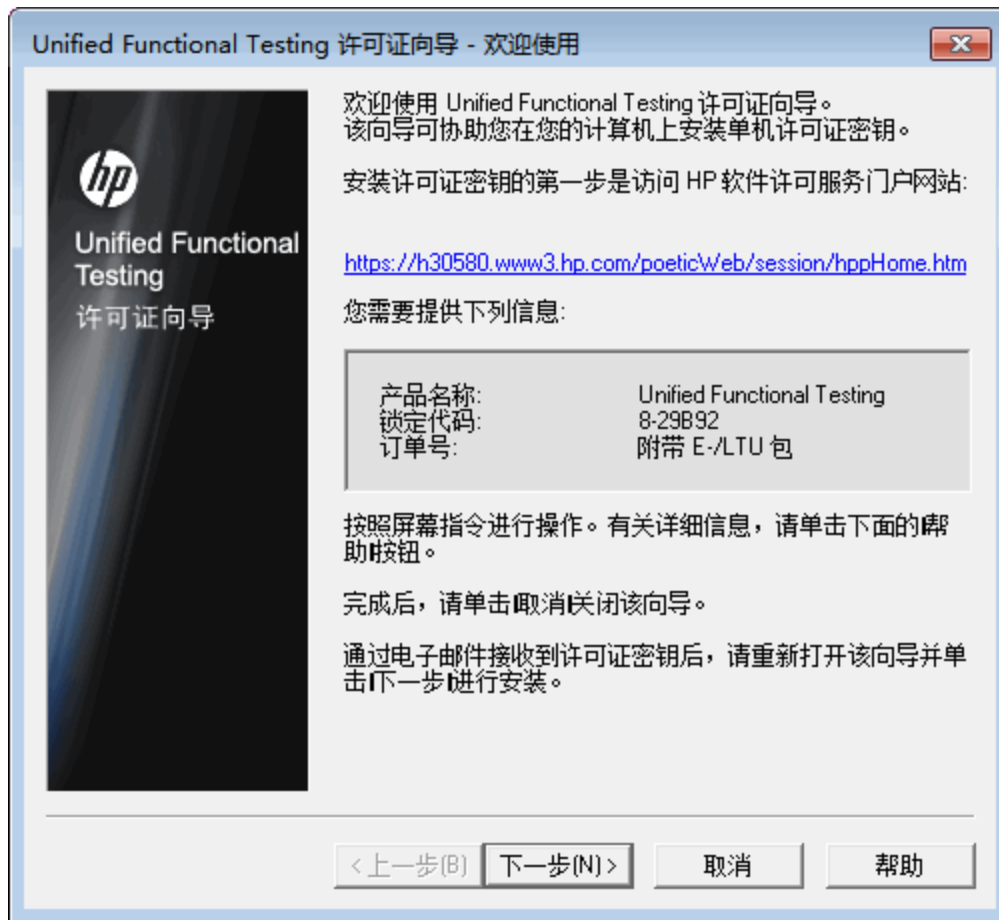 Unified Functional Testing 许可证向导 - 欢迎使用
hp
Unified Functional
Testing
许可证向导
欢迎使用 Unified Functional Testing 许可证向导。
该向导可协助您在您的计算机上安装单机许可证密钥。
安装许可证密钥的第一步是访问 HP 软件许可服务门户网站:
https://h30580.www3.hp.com/poeticWeb/session/hppHome.htm
您需要提供下列信息:
产品名称: Unified Functional Testing
锁定代码: 8-29B92
订单号: 附带 E-/LTU 包
按照屏幕指令进行操作。有关详细信息，请单击下面的帮
助按钮。
完成后，请单击取消关闭该向导。
通过电子邮件接收到许可证密钥后，请重新打开该向导并单
击下一步进行安装。
<上一步(B) 下一步(N)> 取消 帮助